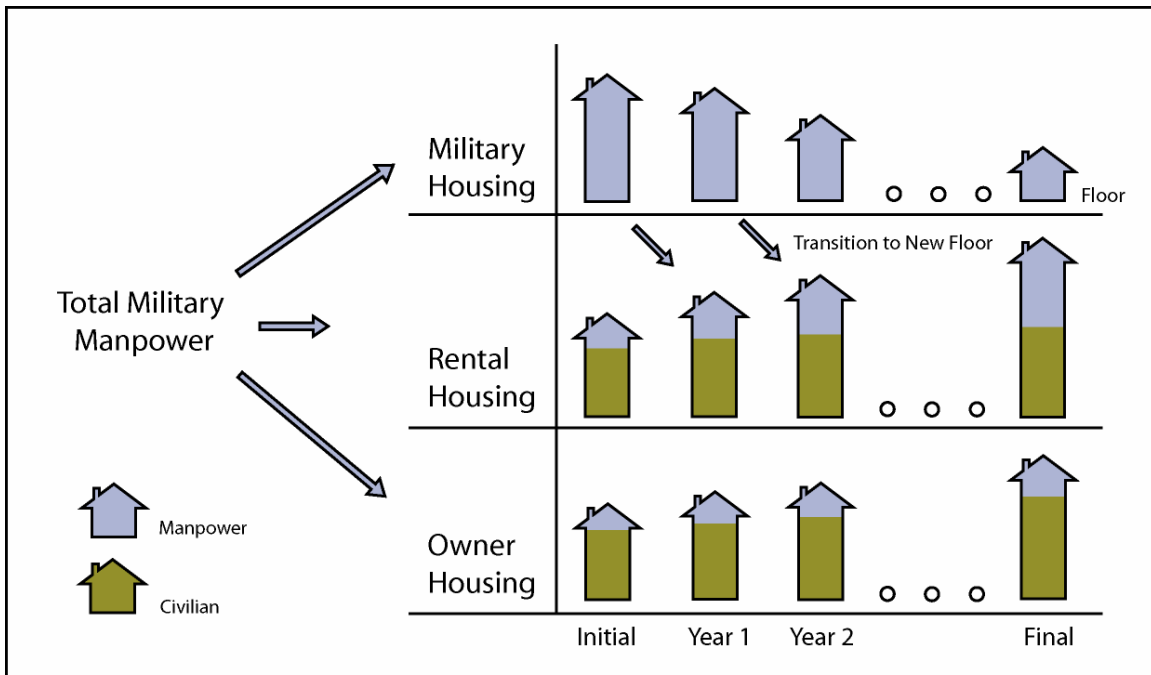 Military
Housing
Floor
Transition to New Floor
Total Military
Manpower
Rental
Housing
Manpower
Civilian
Owner
Housing
Initial
Year 1
Year 2
Final